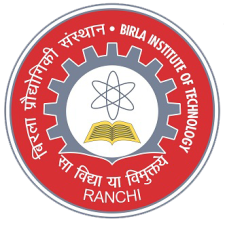 बिरला प्रौद्योगिकी संस्थान • BIRLA INSTITUTE OF TECHNOLOGY
सा विद्या या विमुक्तये
RANCHI